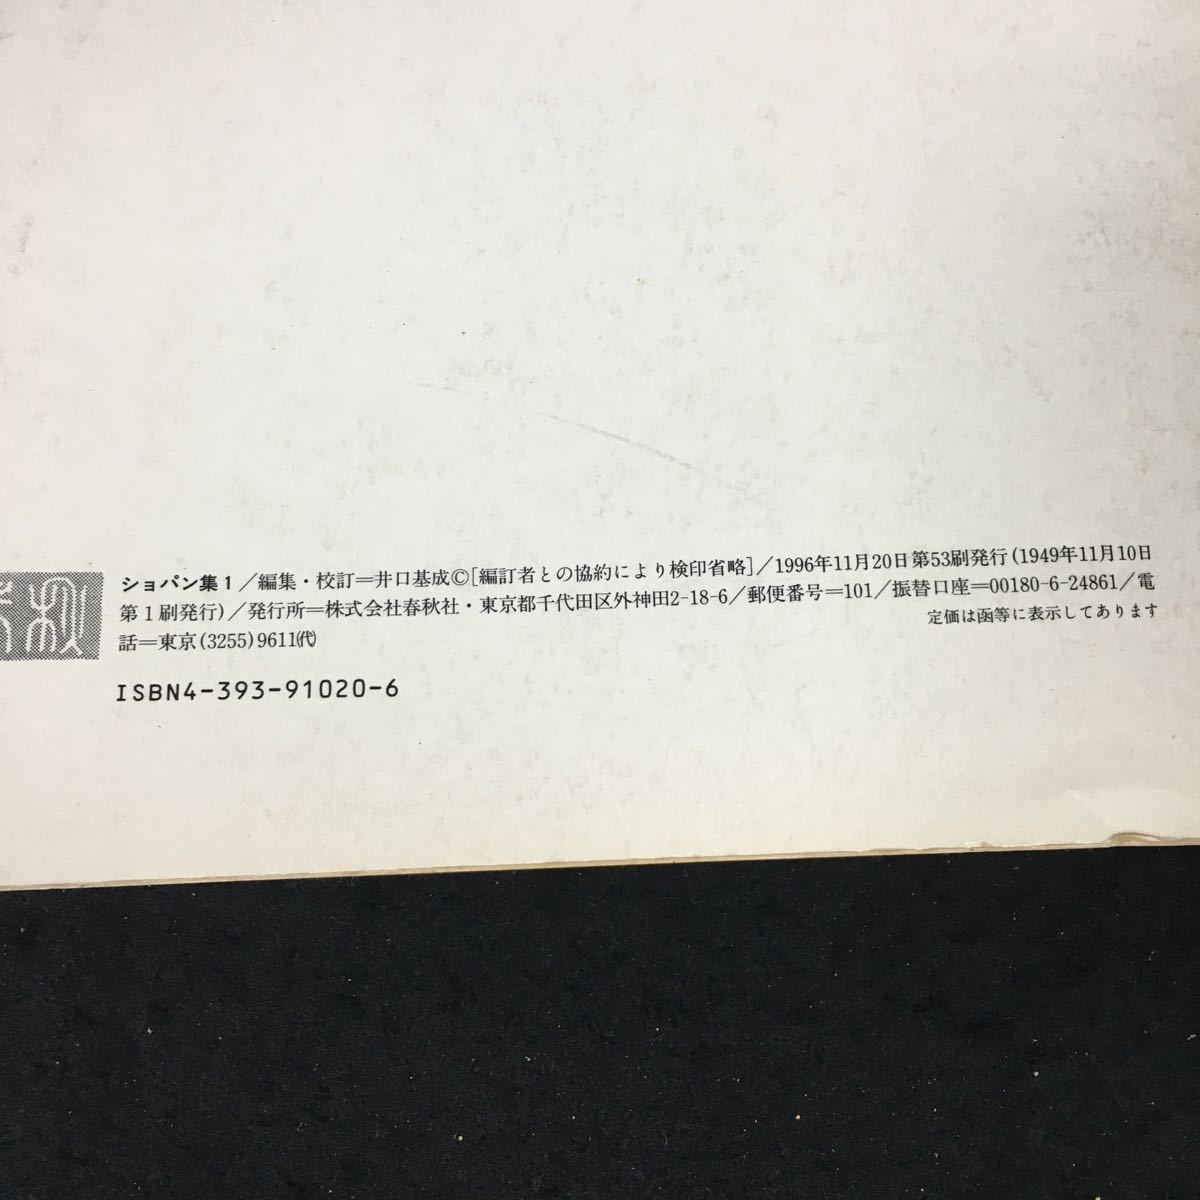 ショパン集1／編集・校訂＝井口基成©[編訂者との協約により検印省略]／1996年11月20日第53刷発行(1949年11月10日
第1刷発行)／発行所＝株式会社春秋社・東京都千代田区外神田2-18-6／郵便番号＝101／振替口座＝00180-6-24861／電
話＝東京(3255)9611㈹
定価は函等に表示してあります
ISBN4-393-91020-6